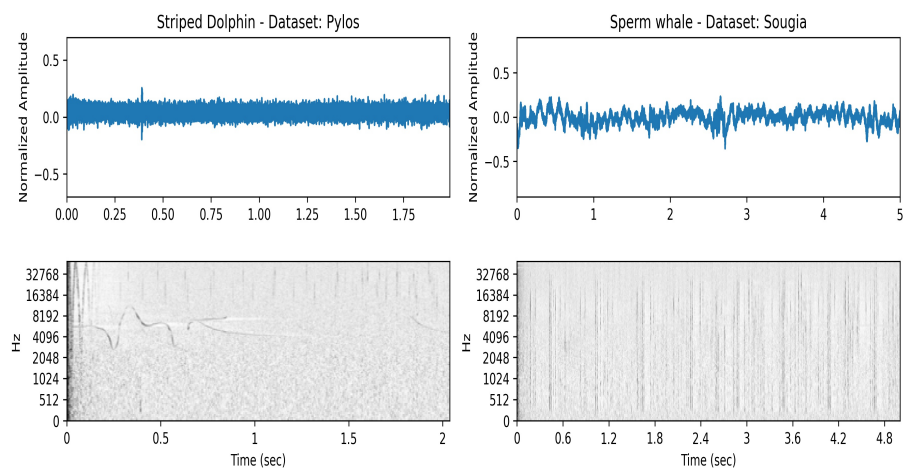 Striped Dolphin - Dataset: Pylos
Normalized Amplitude
0.5
0.0
−0.5
0.00 0.25 0.50 0.75 1.00 1.25 1.50 1.75
Sperm whale - Dataset: Sougia
Normalized Amplitude
0.5
0.0
−0.5
0 1 2 3 4 5
Hz
32768
16384
8192
4096
2048
1024
512
0
0 0.5 1 1.5 2
Time (sec)
Hz
32768
16384
8192
4096
2048
1024
512
0
0 0.6 1.2 1.8 2.4 3 3.6 4.2 4.8
Time (sec)